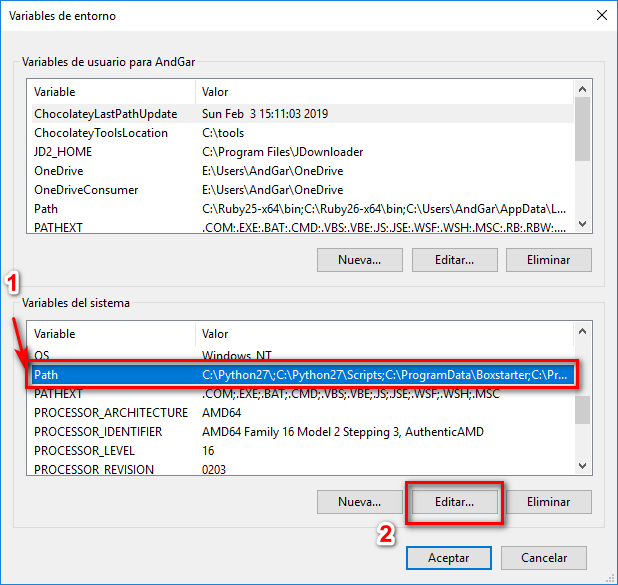 Variables de entorno
Variables de usuario para AndGar
Variable Valor
ChocolateyLastPathUpdate Sun Feb 3 15:11:03 2019
ChocolateyToolsLocation C:\tools
JD2_HOME C:\Program Files\JDownloader
OneDrive E:\Users\AndGar\OneDrive
OneDriveConsumer E:\Users\AndGar\OneDrive
Path C:\Ruby25-x64\bin;C:\Ruby26-x64\bin;C:\Users\AndGar\AppData\L...
PATHEXT .COM;.EXE;.BAT;.CMD;.VBS;.VBE;.JS;.JSE;.WSF;.WSH;.MSC;.RB;.RBW;...
Nueva... Editar... Eliminar
1
Variables del sistema
Variable Valor
OS Windows_NT
Path C:\Python27\;C:\Python27\Scripts;C:\ProgramData\Boxstarter;C:\Pr...
PATHEXT .COM;.EXE;.BAT;.CMD;.VBS;.VBE;.JS;.JSE;.WSF;.WSH;.MSC
PROCESSOR_ARCHITECTURE AMD64
PROCESSOR_IDENTIFIER AMD64 Family 16 Model 2 Stepping 3, AuthenticAMD
PROCESSOR_LEVEL 16
PROCESSOR_REVISION 0203
Nueva... Editar... Eliminar
2
Aceptar Cancelar